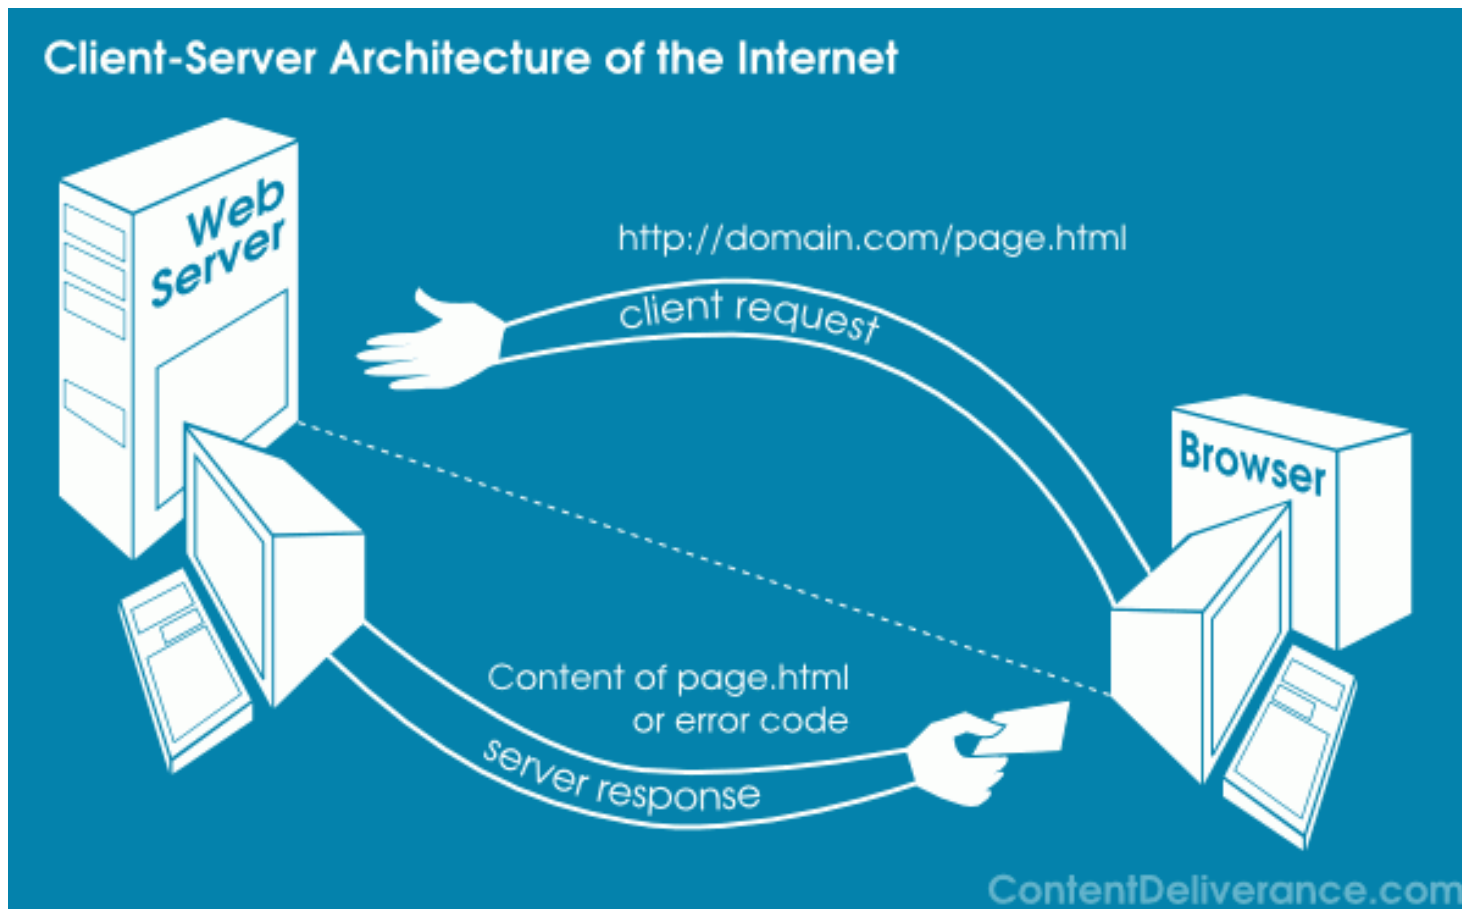 Client-Server Architecture of the Internet
Web
Server
http://domain.com/page.html
client request
Browser
Content of page.html
or error code
server response
ContentDeliverance.com